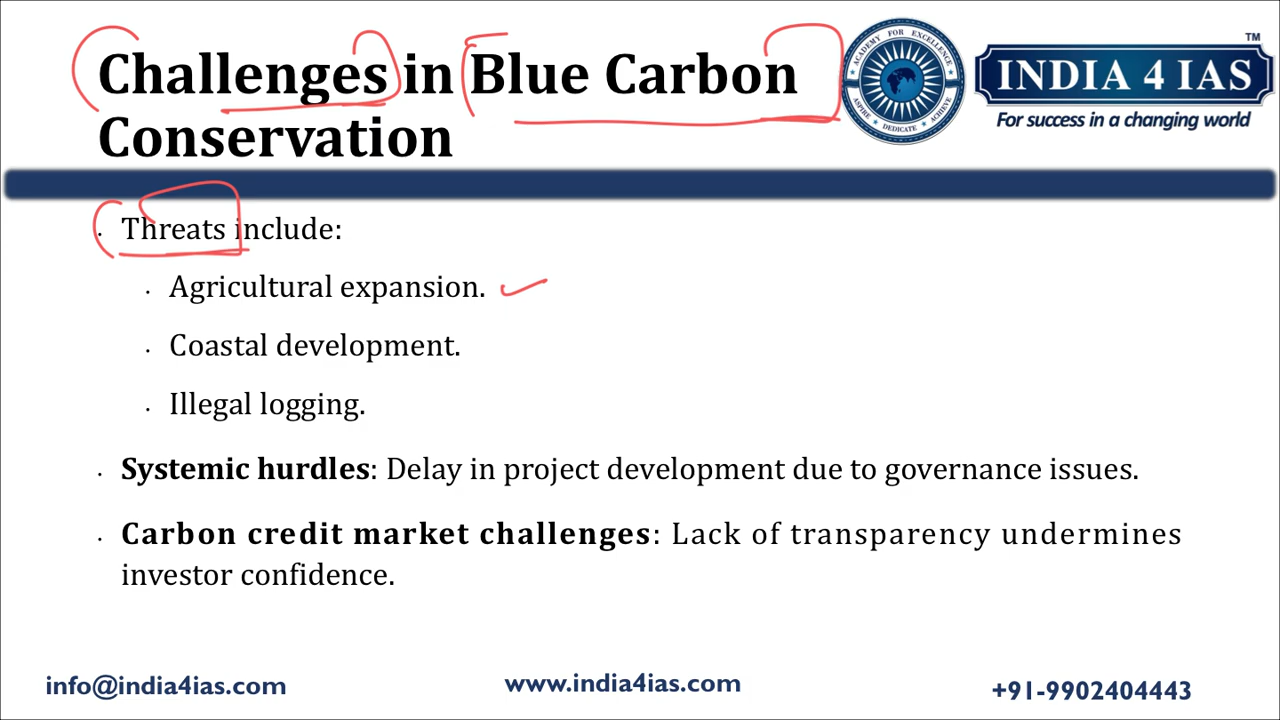 Challenges in Blue Carbon
Conservation
ACADEMY FOR EXCELLENCE
ASPIRE DEDICATE ACHIEVE
INDIA 4 IAS
TM
For success in a changing world
· Threats include:
· Agricultural expansion.
· Coastal development.
· Illegal logging.
· Systemic hurdles: Delay in project development due to governance issues.
· Carbon credit market challenges: Lack of transparency undermines
investor confidence.
info@india4ias.com
www.india4ias.com
+91-9902404443